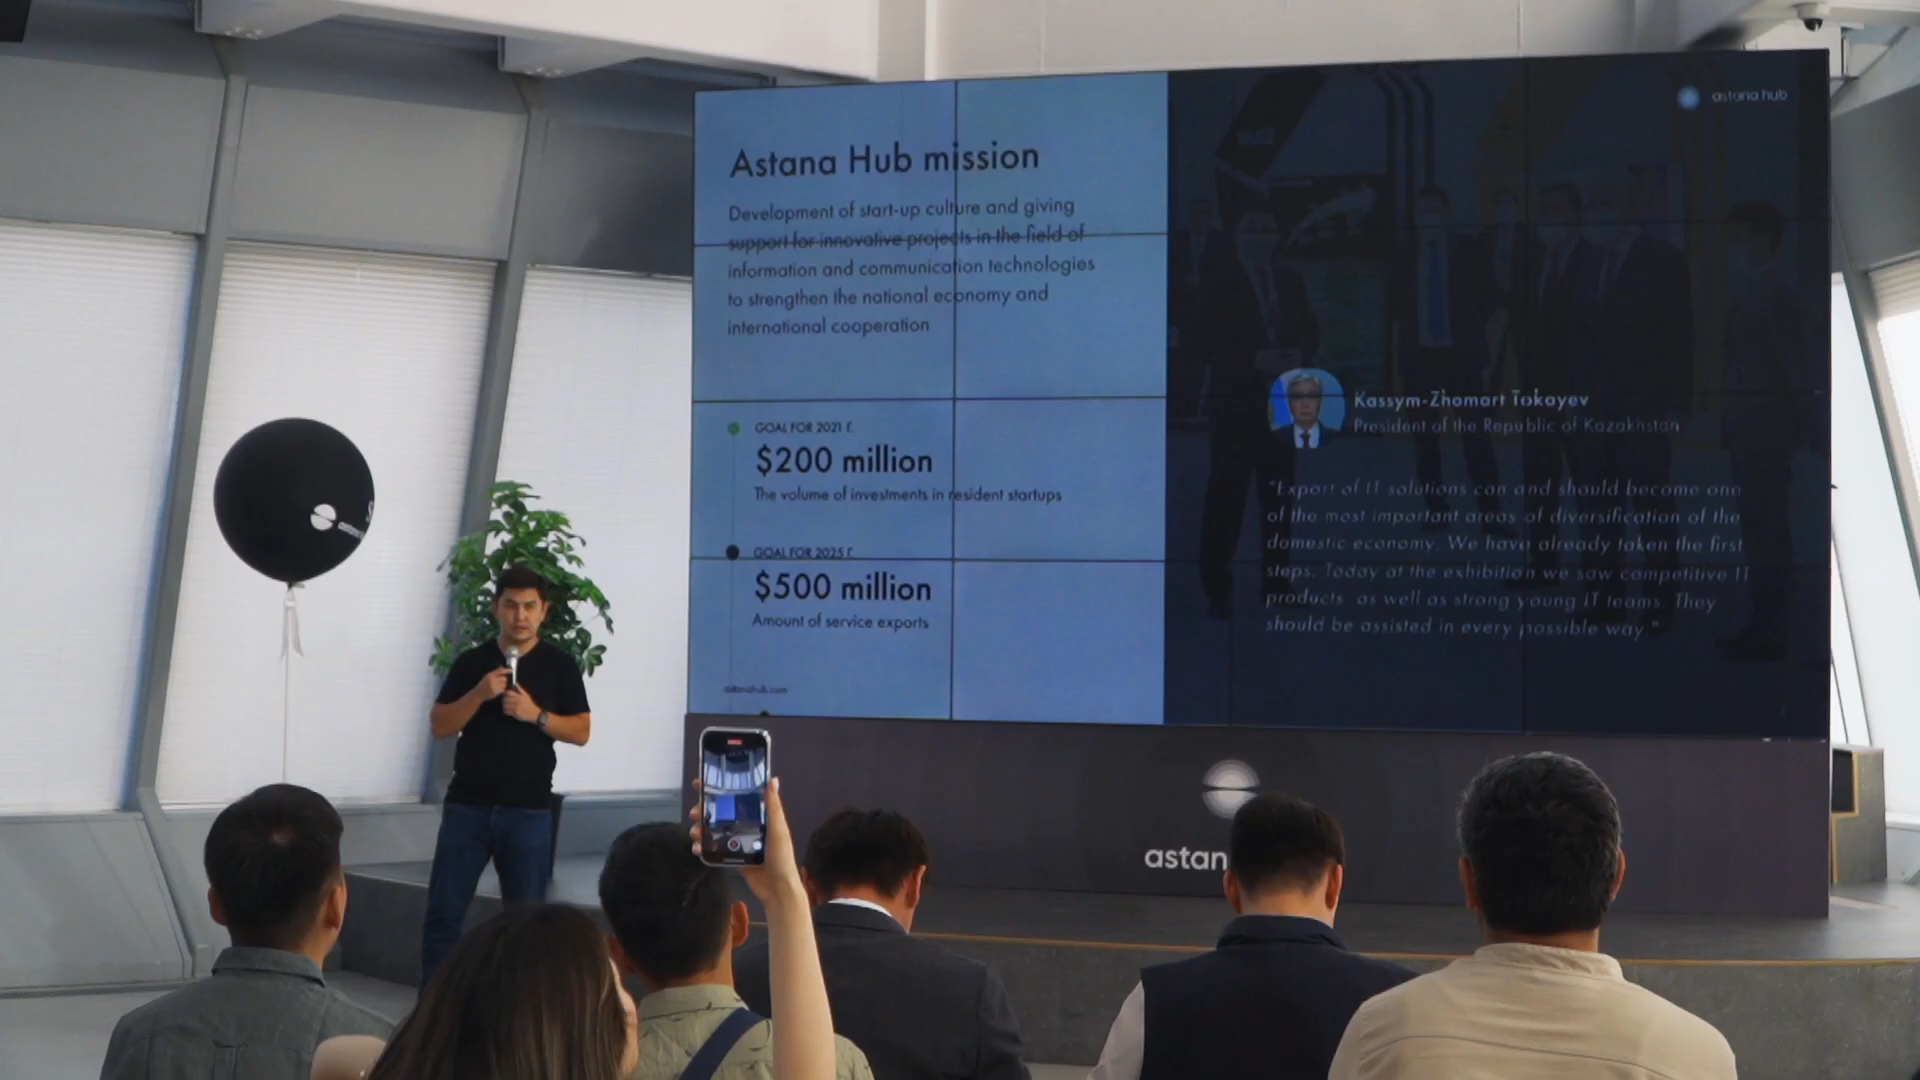 astana hub
Astana Hub mission
Development of start-up culture and giving
support for innovative projects in the field of
information and communication technologies
to strengthen the national economy and
international cooperation
GOAL FOR 2021 Г.
$200 million
The volume of investments in resident startups
GOAL FOR 2025 Г.
$500 million
Amount of service exports
astanahub.com
Kassym-Zhomart Tokayev
President of the Republic of Kazakhstan
"Export of IT solutions can and should become one
of the most important areas of diversification of the
domestic economy. We have already taken the first
steps. Today at the exhibition we saw competitive IT
products, as well as strong young IT teams. They
should be assisted in every possible way."
astan